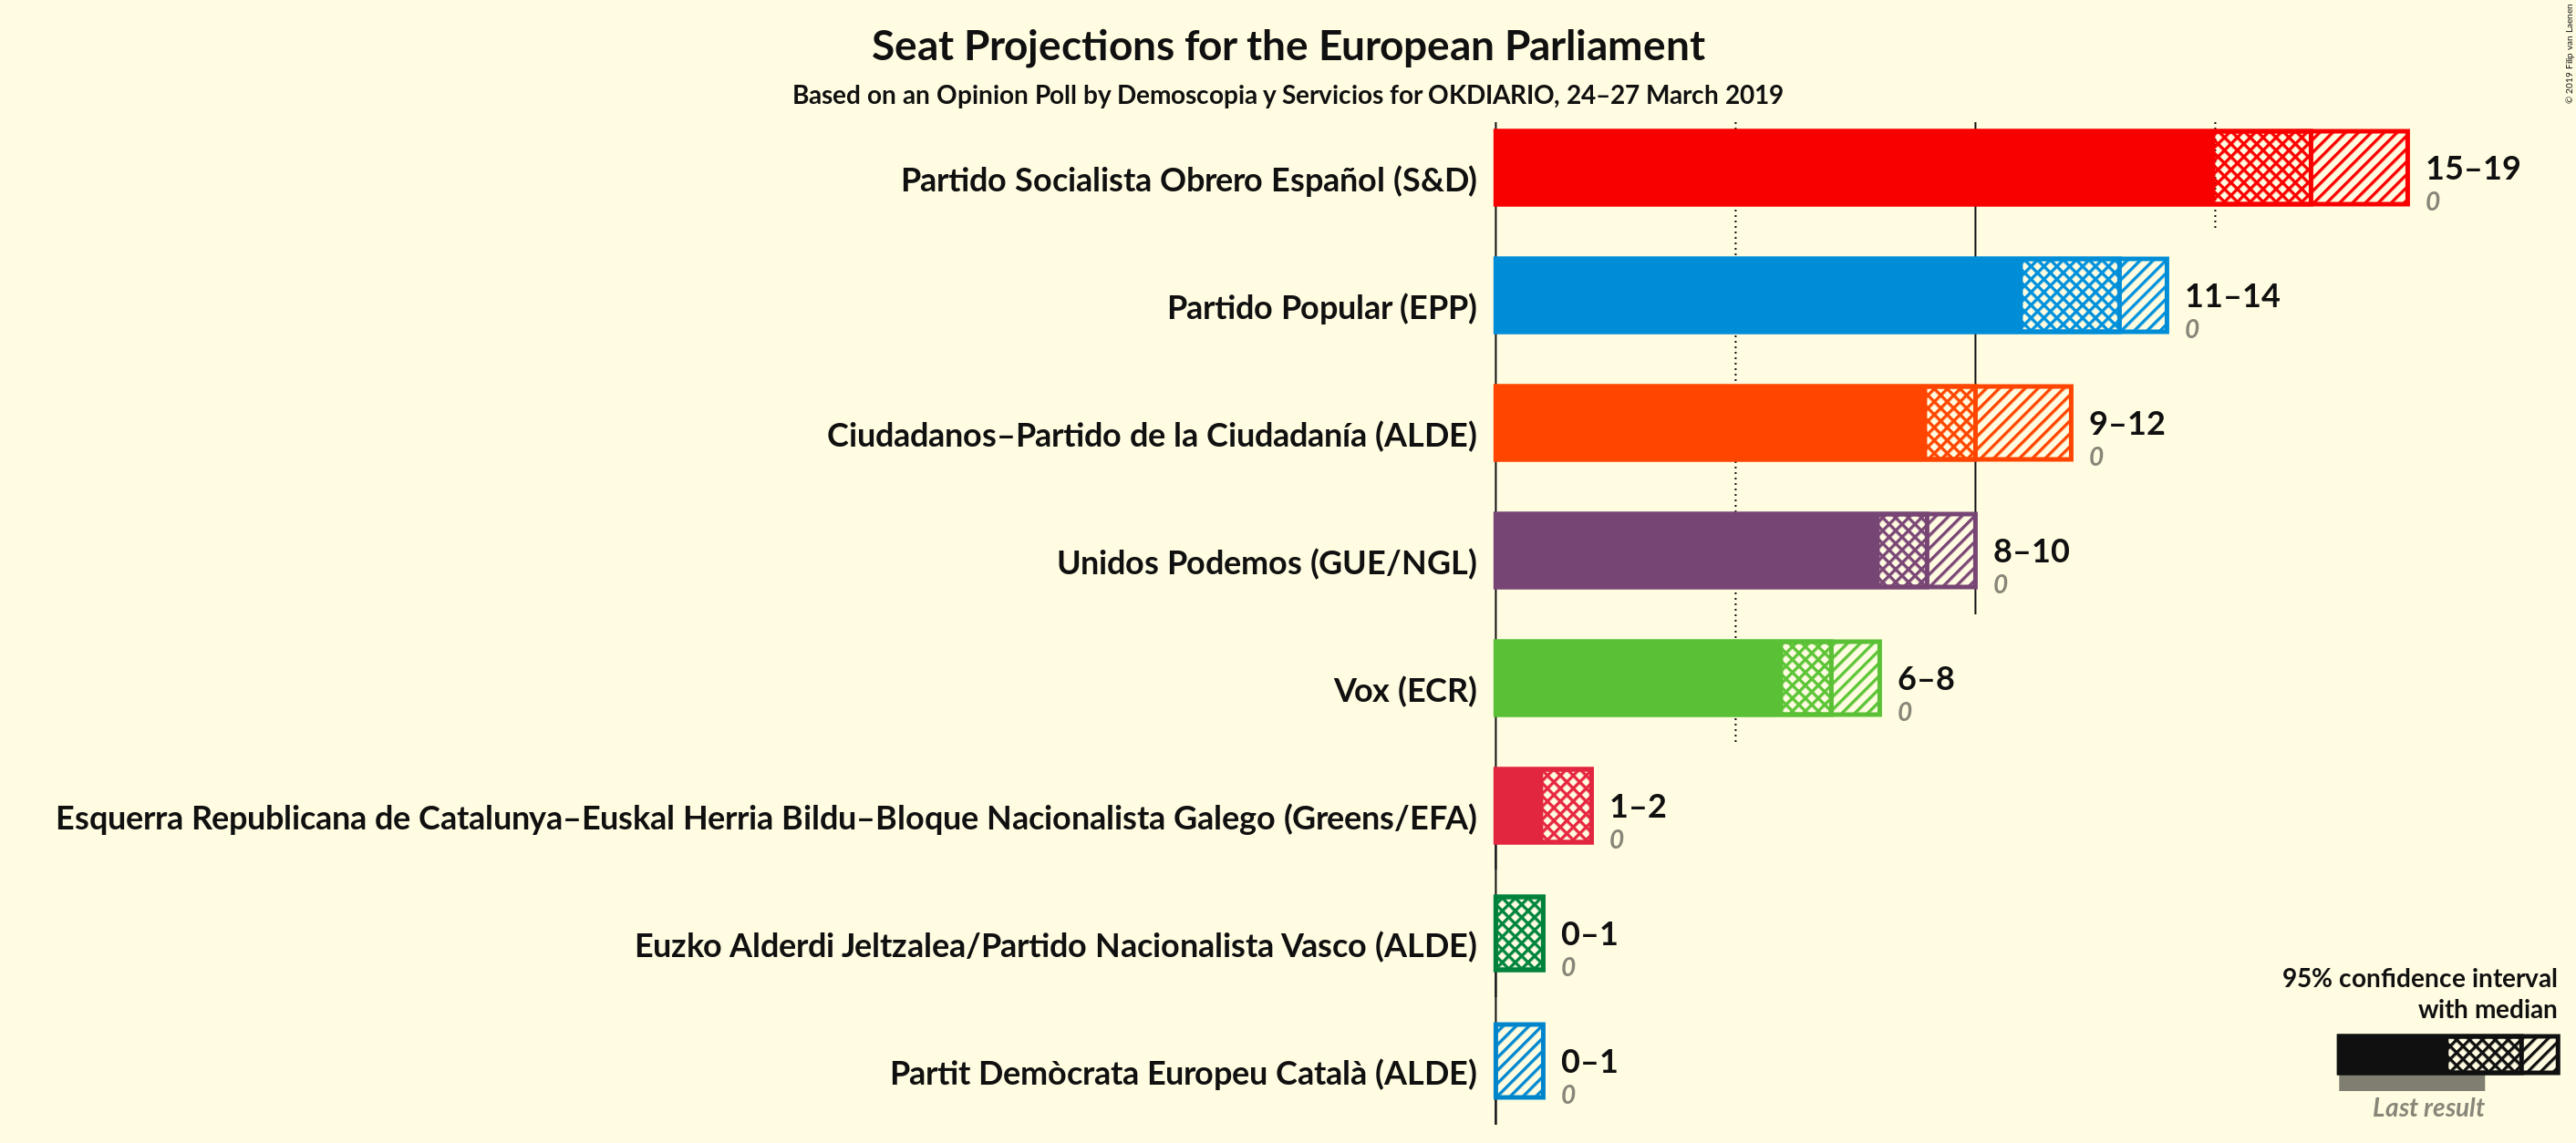 Seat Projections for the European Parliament
Based on an Opinion Poll by Demoscopia y Servicios for OKDIARIO, 24–27 March 2019
© 2019 Filip van Laenen
Partido Socialista Obrero Español (S&D)
15–19
0
Partido Popular (EPP)
11–14
0
Ciudadanos–Partido de la Ciudadanía (ALDE)
9–12
0
Unidos Podemos (GUE/NGL)
8–10
0
Vox (ECR)
6–8
0
Esquerra Republicana de Catalunya–Euskal Herria Bildu–Bloque Nacionalista Galego (Greens/EFA)
1–2
0
Euzko Alderdi Jeltzalea/Partido Nacionalista Vasco (ALDE)
0–1
0
Partit Demòcrata Europeu Català (ALDE)
0–1
0
95% confidence interval
with median
Last result